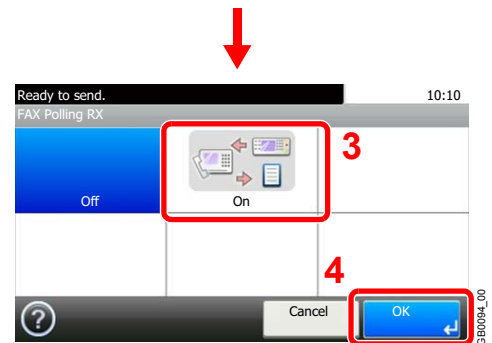 Ready to send.
10:10
FAX Polling RX
3
Off
On
4
?
Cancel
OK
GB0094_00